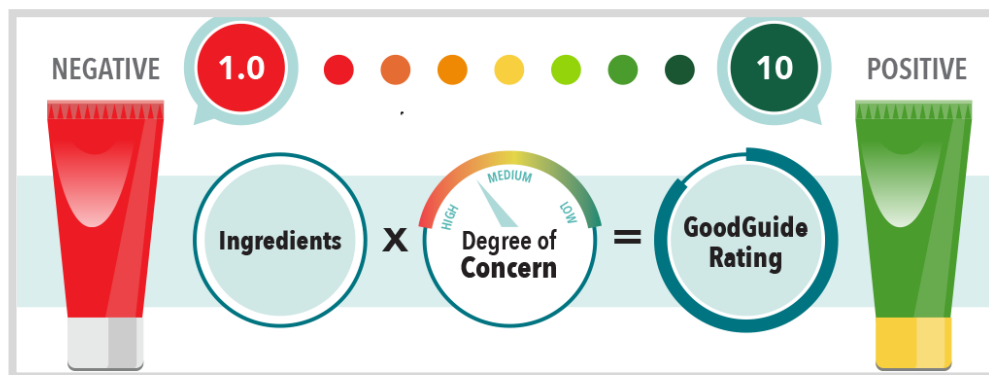 NEGATIVE
1.0
10
POSITIVE
Ingredients
x
HIGH
MEDIUM
LOW
Degree of
Concern
=
GoodGuide
Rating